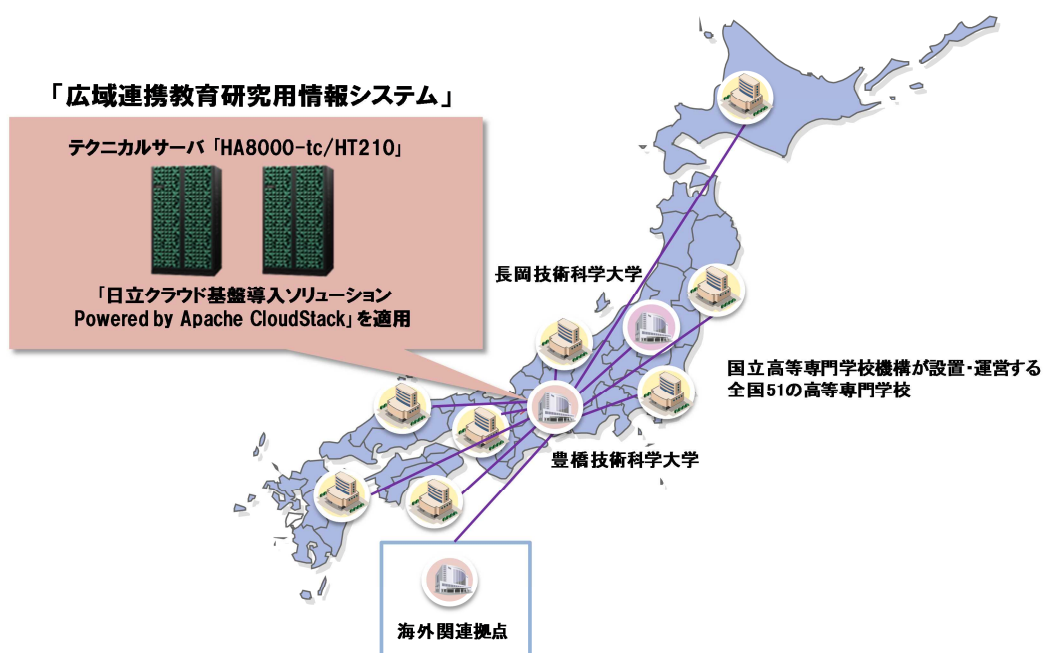 「広域連携教育研究用情報システム」
テクニカルサーバ「HA8000-tc/HT210」
「日立クラウド基盤導入ソリューション
Powered by Apache CloudStack」を適用
長岡技術科学大学
国立高等専門学校機構が設置・運営する
全国51の高等専門学校
豊橋技術科学大学
海外関連拠点